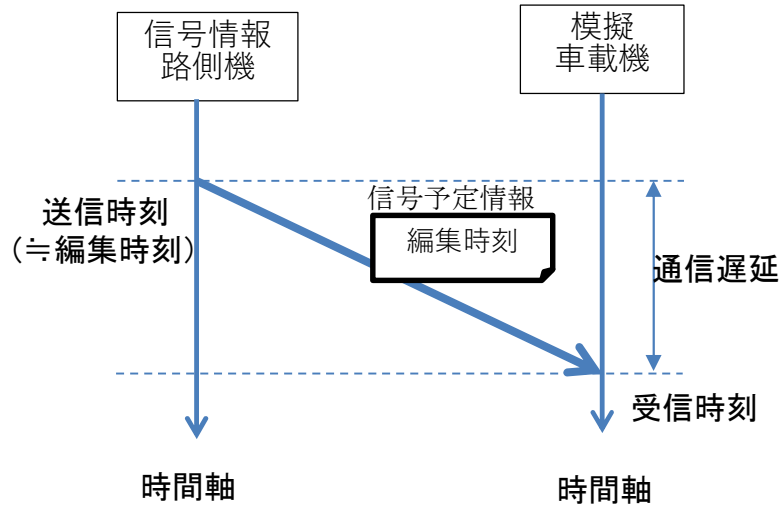 信号情報
路側機
模擬
車載機
送信時刻
(≒編集時刻)
信号予定情報
編集時刻
通信遅延
受信時刻
時間軸
時間軸